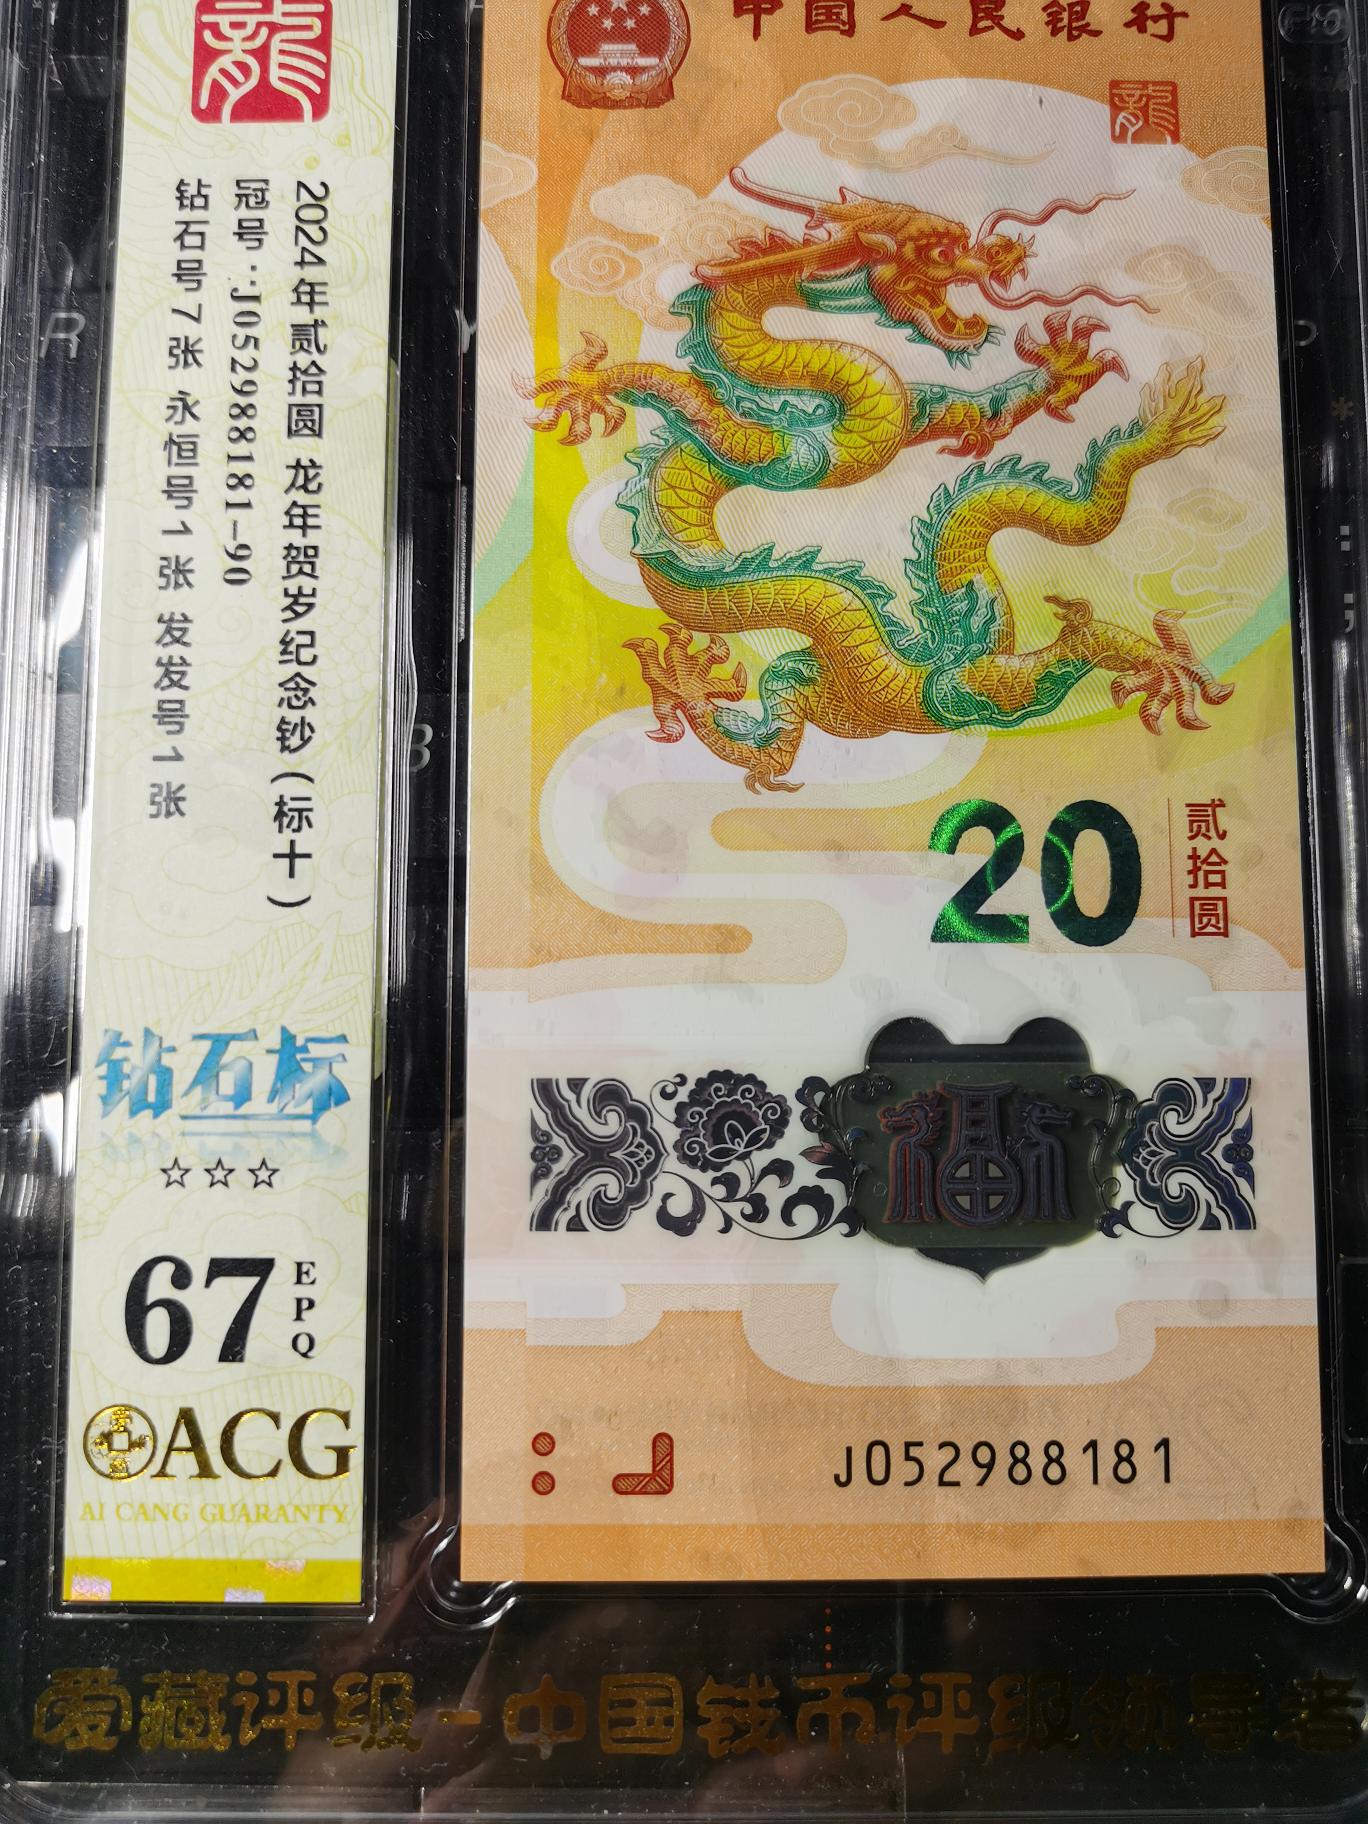 龍
2024年贰拾圆 龙年贺岁纪念钞(标十)
冠号:J052988181-90
钻石号7张 永恒号1张 发发号1张
钻石标
☆☆☆
67
EPQ
ACG
AI CANG GUARANTY
中国人民银行
龍
20
贰拾圆
福
J052988181
爱藏评级-中国钱币评级领导者